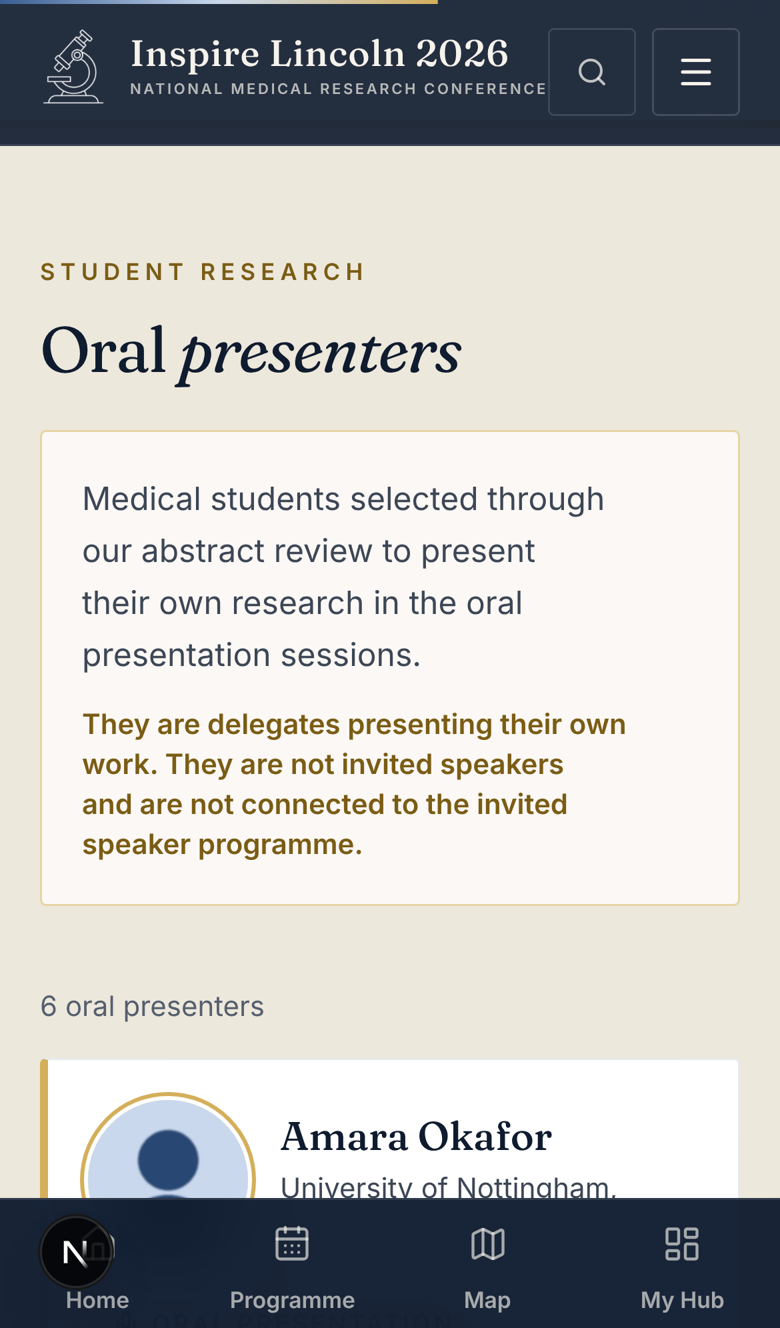 Inspire Lincoln 2026
NATIONAL MEDICAL RESEARCH CONFERENCE
STUDENT RESEARCH
Oral presenters
Medical students selected through
our abstract review to present
their own research in the oral
presentation sessions.
They are delegates presenting their own
work. They are not invited speakers
and are not connected to the invited
speaker programme.
6 oral presenters
Amara Okafor
University of Nottingham,
ORAL PRESENTATION
N
Home
Programme
Map
My Hub